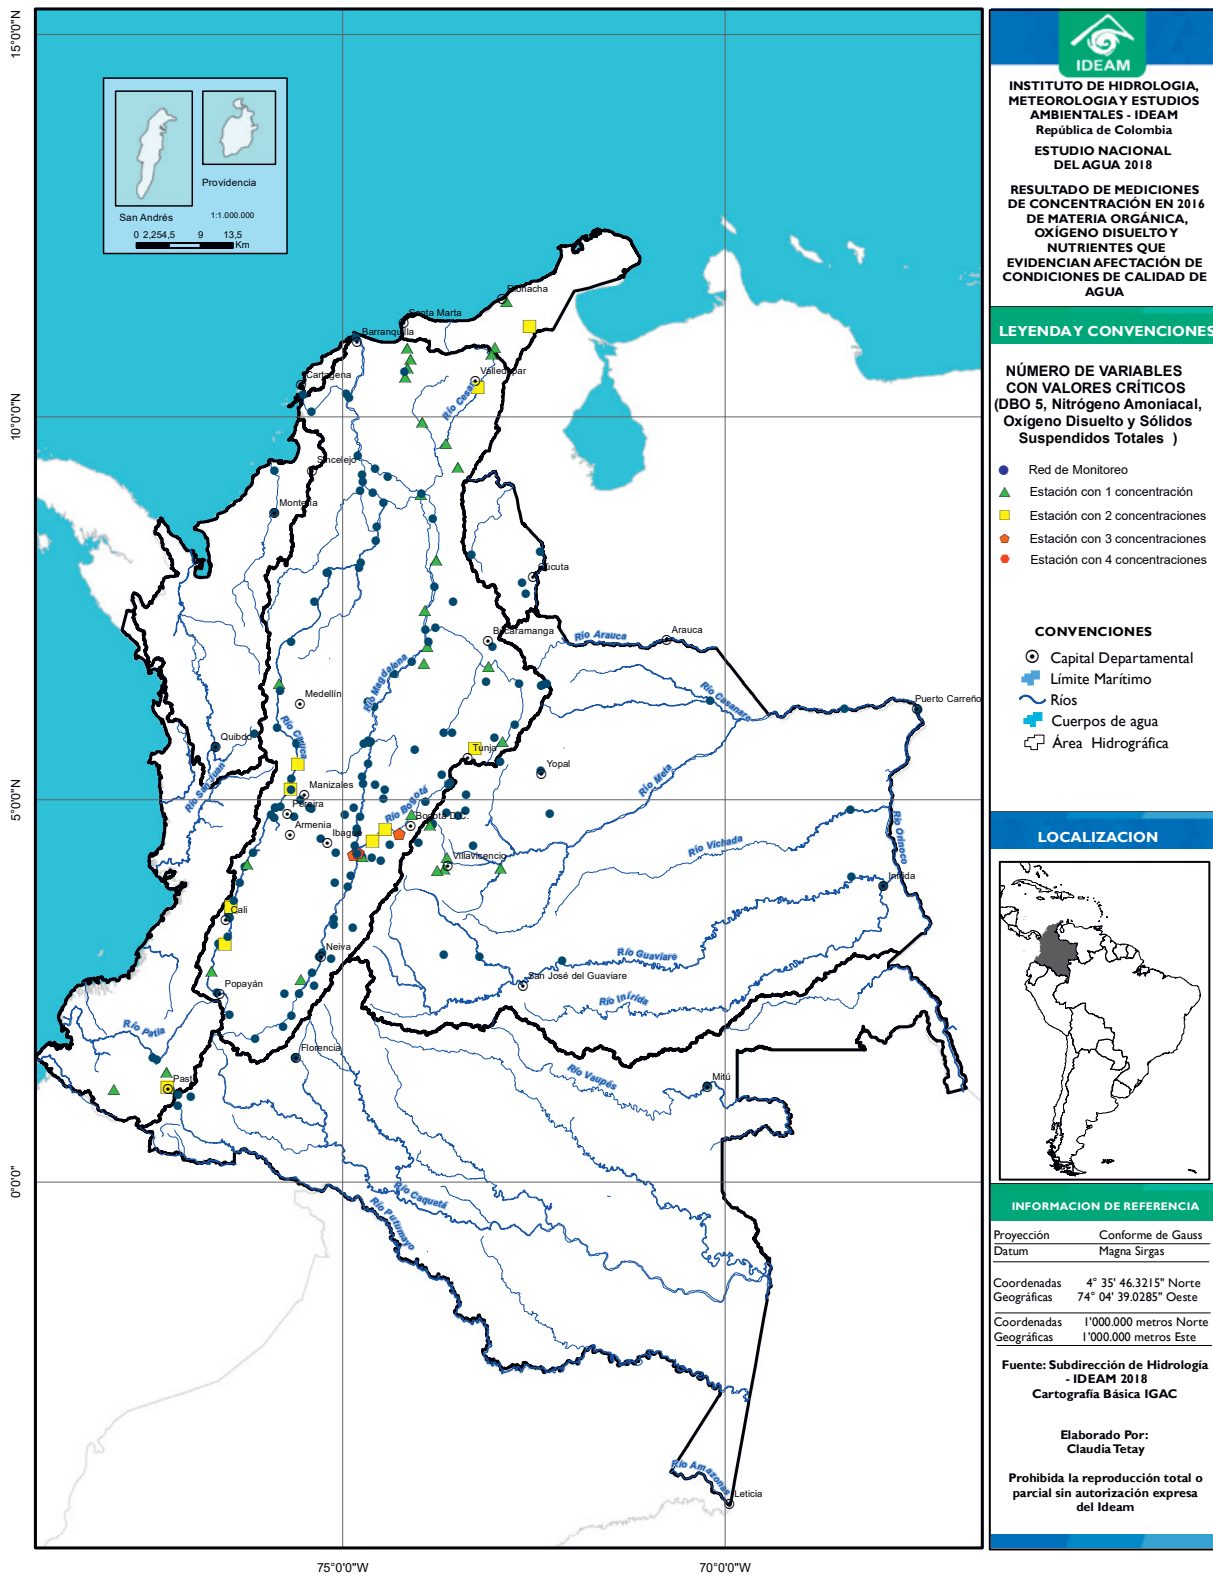 15°0'0"N
10°0'0"N
5°0'0"N
0°0'0"
75°0'0"W
70°0'0"W
San Andrés
Providencia
1:1.000.000
0 2,254,5 9 13,5
Km
Riohacha
Santa Marta
Barranquilla
Cartagena
Valledupar
Río Cesar
Sincelejo
Montería
Cúcuta
Bucaramanga
Río Arauca
Arauca
Río Magdalena
Medellín
Río Casanare
Puerto Carreño
Río Cauca
Quibdó
Tunja
Yopal
Río San Juan
Manizales
Río Meta
Pereira
Río Bogotá
Armenia
Ibagué
Bogotá D.C.
Río Orinoco
Río Vichada
Villavicencio
Inírida
Cali
Neiva
Río Guaviare
San José del Guaviare
Popayán
Río Inírida
Río Patia
Florencia
Río Vaupés
Mitú
Pasto
Río Caquetá
Río Putumayo
Río Amazonas
Leticia
IDEAM
INSTITUTO DE HIDROLOGIA,
METEOROLOGIA Y ESTUDIOS
AMBIENTALES - IDEAM
República de Colombia
ESTUDIO NACIONAL
DEL AGUA 2018
RESULTADO DE MEDICIONES
DE CONCENTRACIÓN EN 2016
DE MATERIA ORGÁNICA,
OXÍGENO DISUELTO Y
NUTRIENTES QUE
EVIDENCIAN AFECTACIÓN DE
CONDICIONES DE CALIDAD DE
AGUA
LEYENDA Y CONVENCIONES
NÚMERO DE VARIABLES
CON VALORES CRÍTICOS
(DBO 5, Nitrógeno Amoniacal,
Oxígeno Disuelto y Sólidos
Suspendidos Totales )
Red de Monitoreo
Estación con 1 concentración
Estación con 2 concentraciones
Estación con 3 concentraciones
Estación con 4 concentraciones
CONVENCIONES
Capital Departamental
Límite Marítimo
Ríos
Cuerpos de agua
Área Hidrográfica
LOCALIZACION
INFORMACION DE REFERENCIA
Proyección Conforme de Gauss
Datum Magna Sirgas
Coordenadas 4° 35' 46.3215" Norte
Geográficas 74° 04' 39.0285" Oeste
Coordenadas 1'000.000 metros Norte
Geográficas 1'000.000 metros Este
Fuente: Subdirección de Hidrología
- IDEAM 2018
Cartografía Básica IGAC
Elaborado Por:
Claudia Tetay
Prohibida la reproducción total o
parcial sin autorización expresa
del Ideam